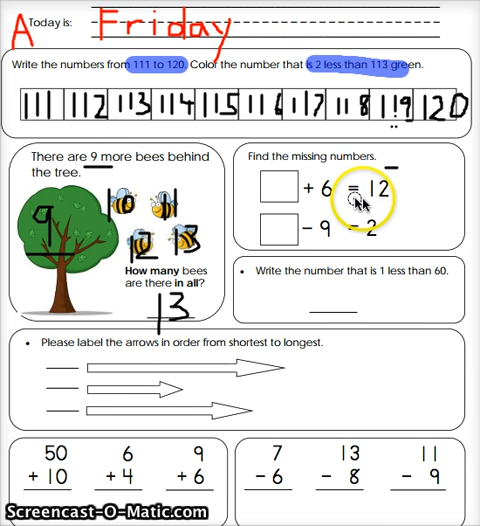 A Today is: Friday
Write the numbers from 111 to 120. Color the number that is 2 less than 113 green.
111 112 113 114 115 116 117 118 119 120
There are 9 more bees behind
the tree.
9 10 11
12 13
How many bees
are there in all?
13
Find the missing numbers.
+ 6 = 12
- 9 = 2
• Write the number that is 1 less than 60.
• Please label the arrows in order from shortest to longest.
50 6 9
+ 10 + 4 + 6
7 13 11
- 6 - 8 - 9
Screencast-O-Matic.com